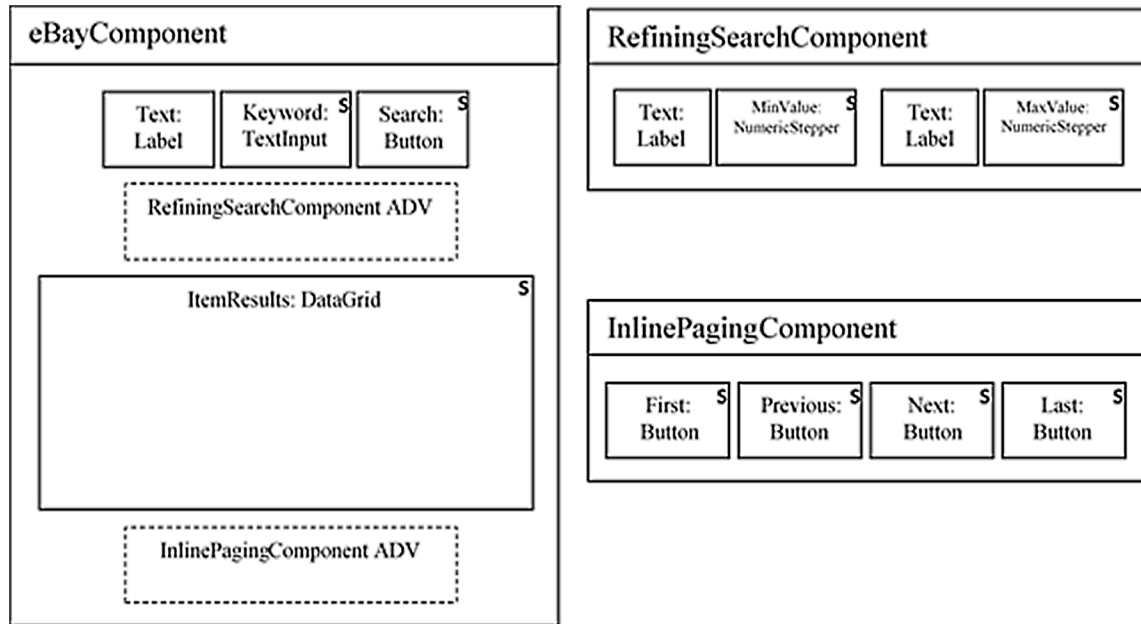 eBayComponent
Text:
Label
Keyword:
TextInput
S
Search:
Button
S
RefiningSearchComponent ADV
ItemResults: DataGrid
S
InlinePagingComponent ADV
RefiningSearchComponent
Text:
Label
MinValue:
NumericStepper
S
Text:
Label
MaxValue:
NumericStepper
S
InlinePagingComponent
First:
Button
S
Previous:
Button
S
Next:
Button
S
Last:
Button
S